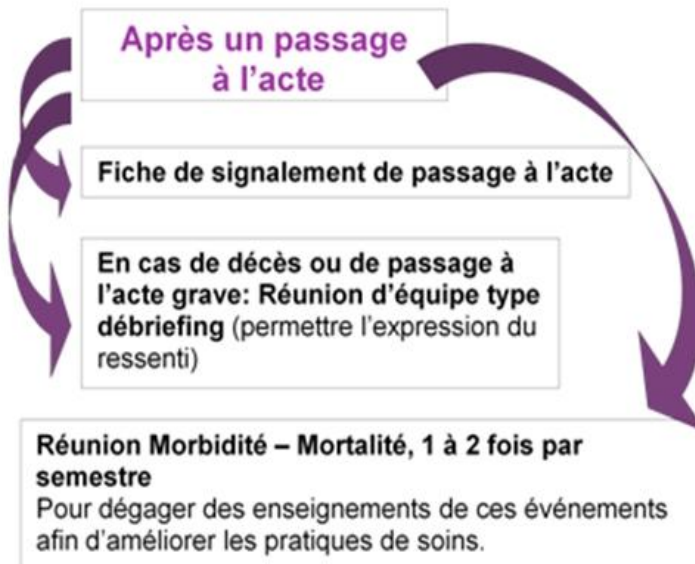 Après un passage
à l’acte
Fiche de signalement de passage à l’acte
En cas de décès ou de passage à
l’acte grave: Réunion d’équipe type
débriefing (permettre l’expression du
ressenti)
Réunion Morbidité – Mortalité, 1 à 2 fois par
semestre
Pour dégager des enseignements de ces événements
afin d’améliorer les pratiques de soins.